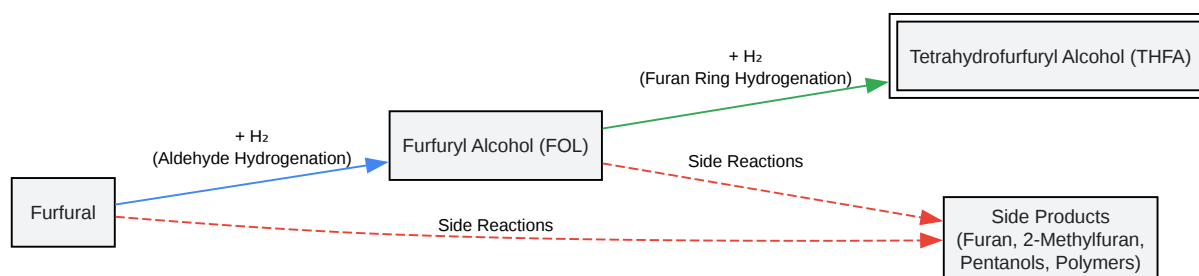 + H₂
(Furan Ring Hydrogenation)
Tetrahydrofurfuryl Alcohol (THFA)
+ H₂
(Aldehyde Hydrogenation)
Furfuryl Alcohol (FOL)
Side Reactions
Furfural
Side Reactions
Side Products
(Furan, 2-Methylfuran,
Pentanols, Polymers)